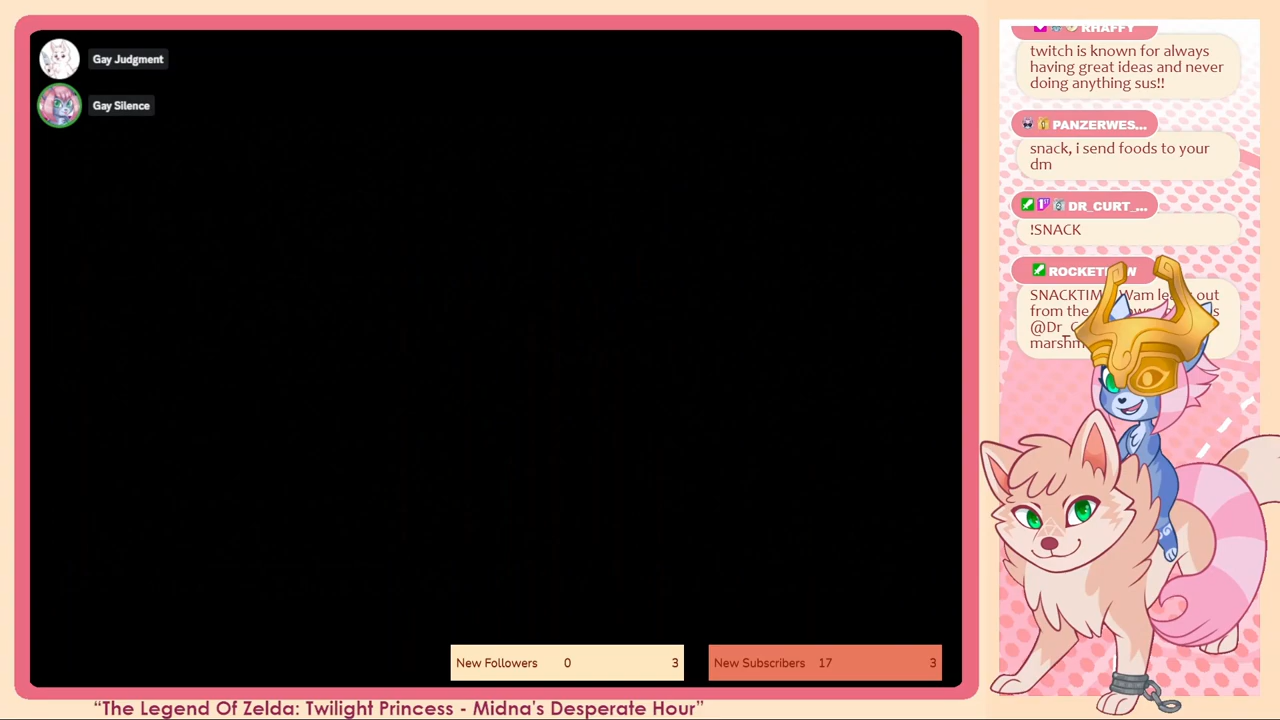 Gay Judgment
Gay Silence
RHAFFY
twitch is known for always
having great ideas and never
doing anything sus!!
PANZERWES...
snack, i send foods to your
dm
DR_CURT_...
!SNACK
SNACKTIM
out
from the
@Dr_
New Followers 0 3
New Subscribers 17 3
"The Legend Of Zelda: Twilight Princess - Midna's Desperate Hour"